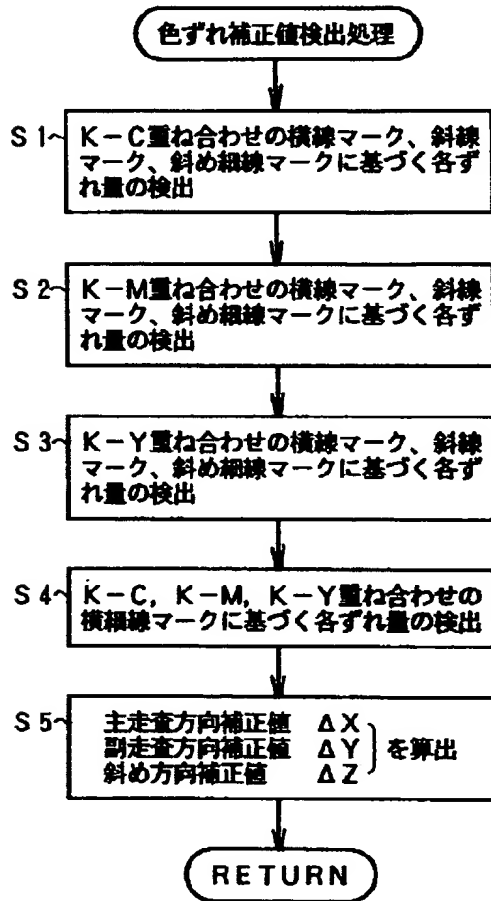 色ずれ補正値検出処理
S1~ K-C重ね合わせの横線マーク、斜線
マーク、斜め細線マークに基づく各ず
れ量の検出
S2~ K-M重ね合わせの横線マーク、斜線
マーク、斜め細線マークに基づく各ず
れ量の検出
S3~ K-Y重ね合わせの横線マーク、斜線
マーク、斜め細線マークに基づく各ず
れ量の検出
S4~ K-C, K-M, K-Y重ね合わせの
横細線マークに基づく各ずれ量の検出
S5~ 主走査方向補正値 ΔX
副走査方向補正値 ΔY を算出
斜め方向補正値 ΔZ
RETURN